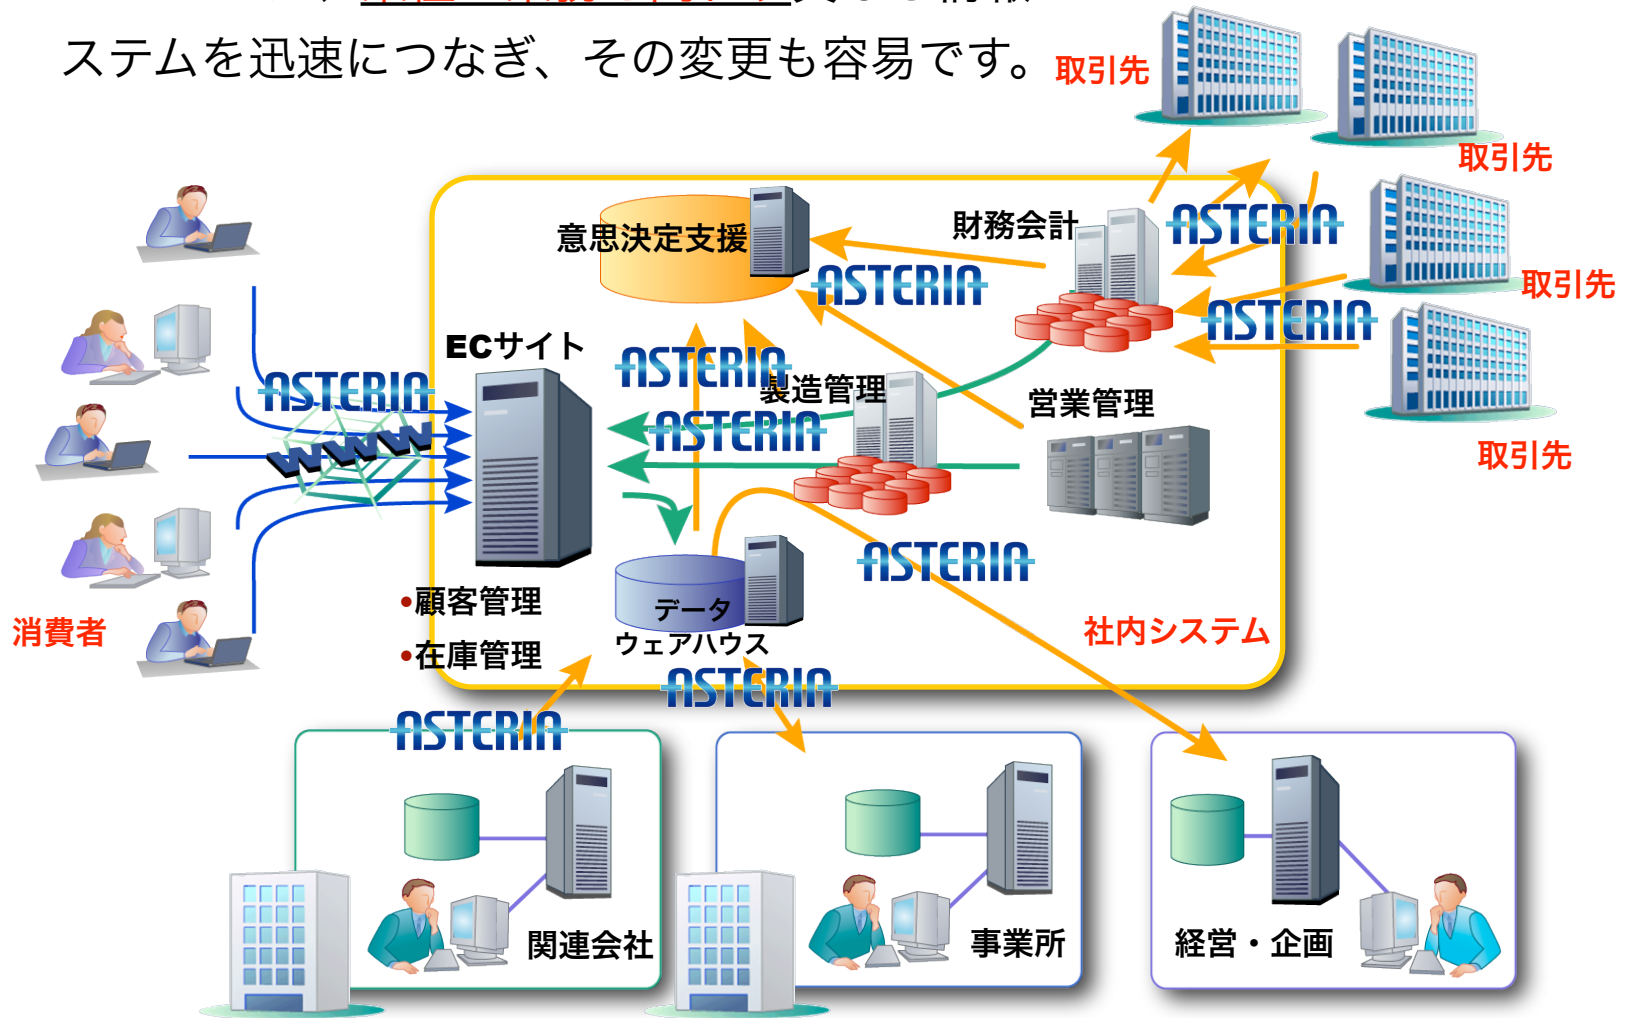 ステムを迅速につなぎ、その変更も容易です。
取引先
取引先
取引先
取引先
意思決定支援
財務会計
ASTERIA
ASTERIA
ASTERIA
ECサイト
ASTERIA
製造管理
営業管理
ASTERIA
ASTERIA
WWW
ASTERIA
•顧客管理
•在庫管理
データ
ウェアハウス
消費者
社内システム
ASTERIA
ASTERIA
関連会社
事業所
経営・企画